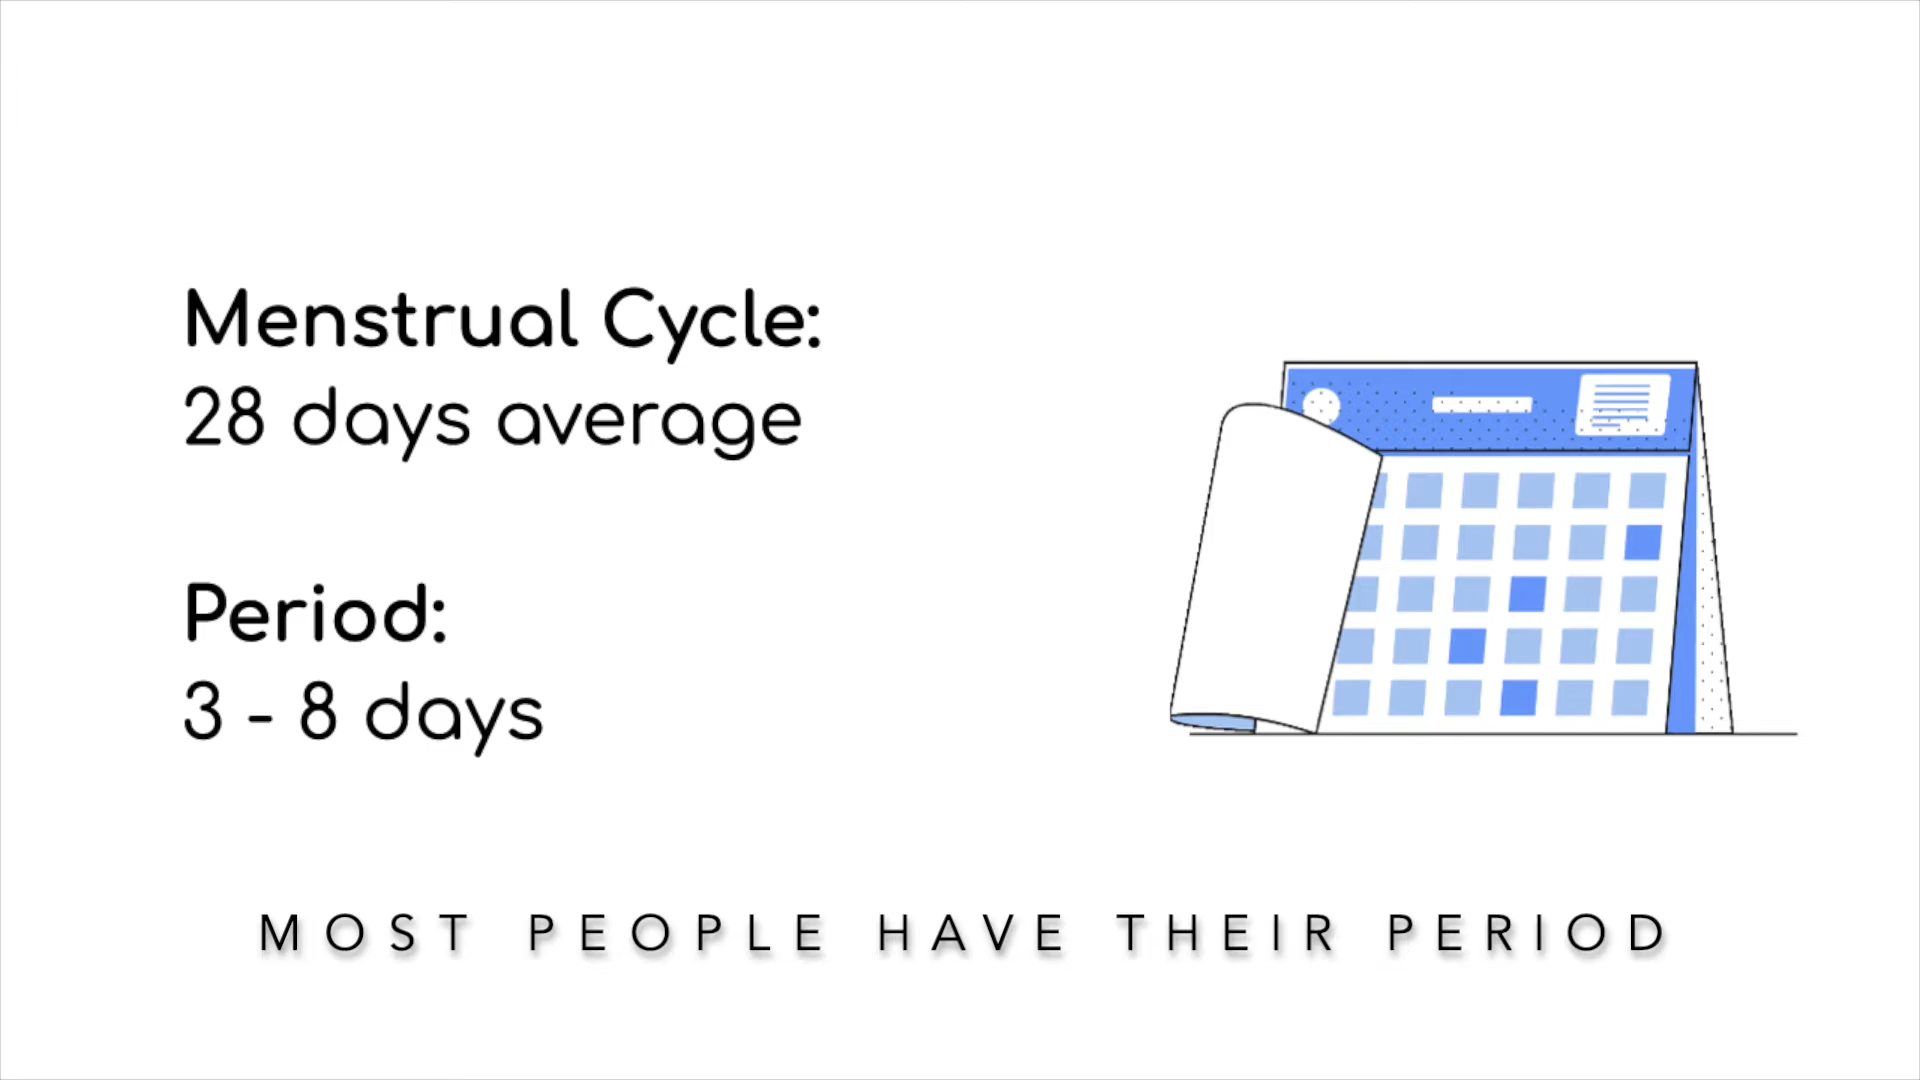 Menstrual Cycle:
28 days average
Period:
3 - 8 days
MOST PEOPLE HAVE THEIR PERIOD